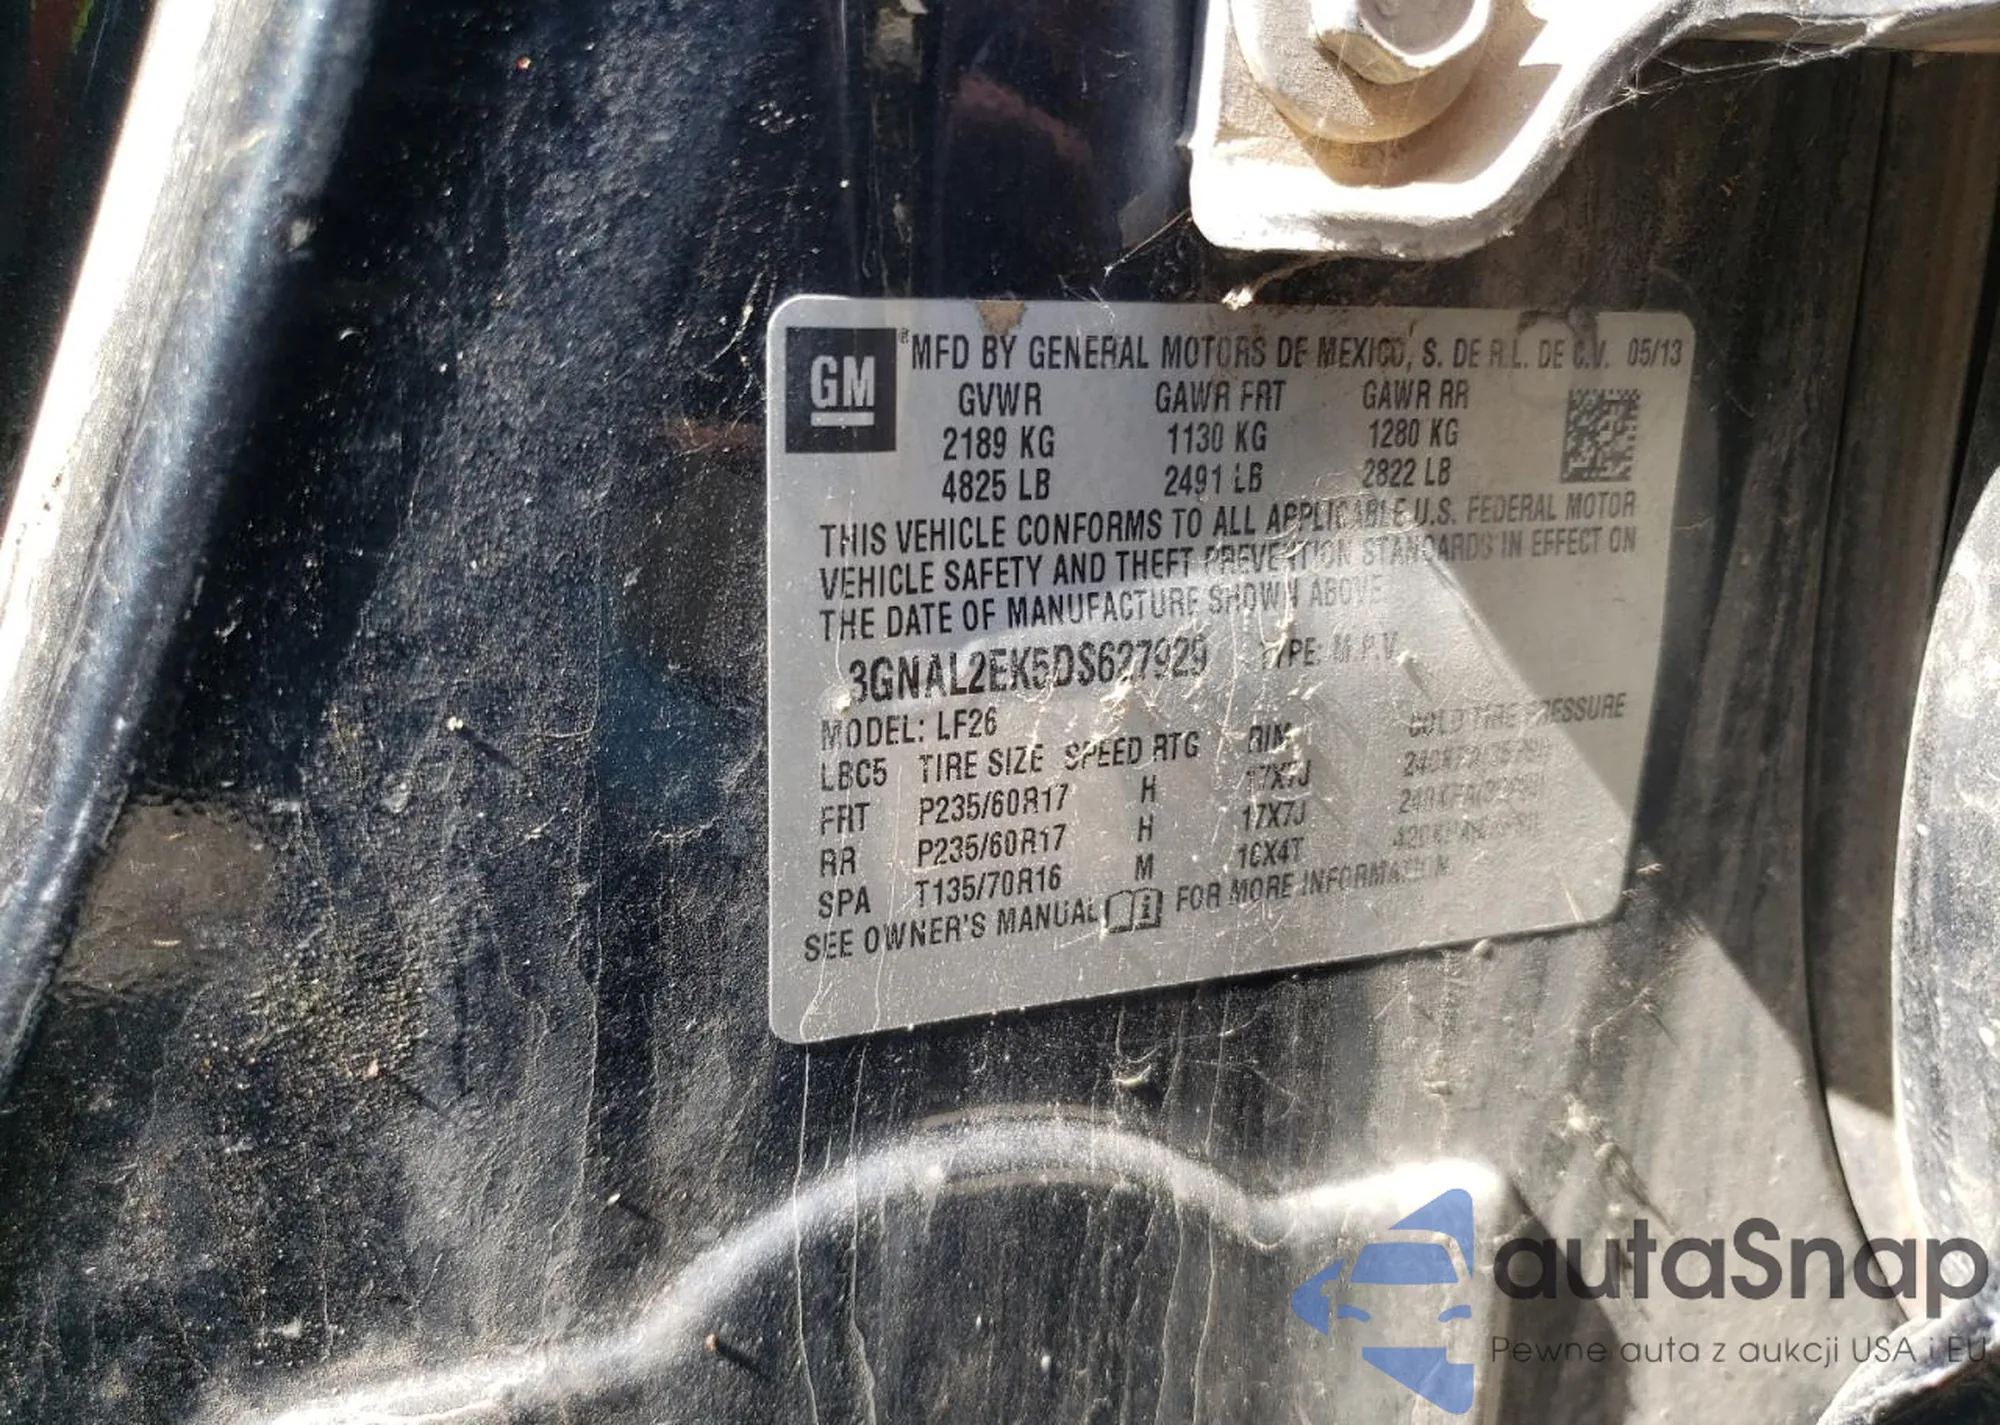 GM ® MFD BY GENERAL MOTORS DE MEXICO, S. DE R.L. DE C.V. 05/13
GVWR GAWR FRT GAWR RR
2189 KG 1130 KG 1280 KG
4825 LB 2491 LB 2822 LB
THIS VEHICLE CONFORMS TO ALL APPLICABLE U.S. FEDERAL MOTOR
VEHICLE SAFETY AND THEFT PREVENTION STANDARDS IN EFFECT ON
THE DATE OF MANUFACTURE SHOWN ABOVE
3GNAL2EK5DS627929 TYPE: M.P.V.
MODEL: LF26
LBC5 TIRE SIZE SPEED RTG RIM COLD TIRE PRESSURE
FRT P235/60R17 H 17X7J
RR P235/60R17 H 17X7J
SPA T135/70R16 M 16X4T
SEE OWNER'S MANUAL FOR MORE INFORMATION
autaSnap
Pewne auta z aukcji USA i EU